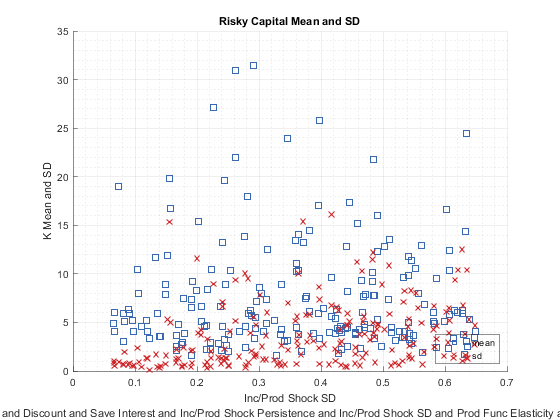 Risky Capital Mean and SD
35
30
25
20
15
10
5
0
K Mean and SD
0
0.1
0.2
0.3
0.4
0.5
0.6
0.7
mean
sd
Inc/Prod Shock SD
and Discount and Save Interest and Inc/Prod Shock Persistence and Inc/Prod Shock SD and Prod Func Elasticity